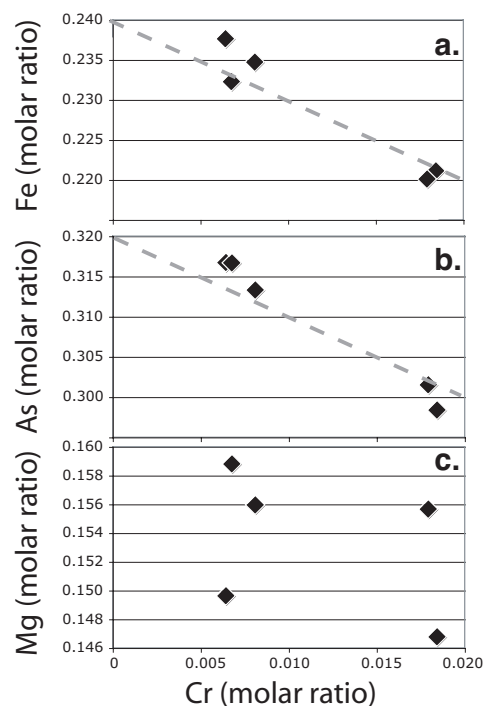 0.240
a.
0.235
0.230
0.225
0.220
Fe (molar ratio)
0.320
b.
0.315
0.310
0.305
0.300
As (molar ratio)
0.160
c.
0.158
0.156
0.154
0.152
0.150
0.148
0.146
Mg (molar ratio)
0 0.005 0.010 0.015 0.020
Cr (molar ratio)